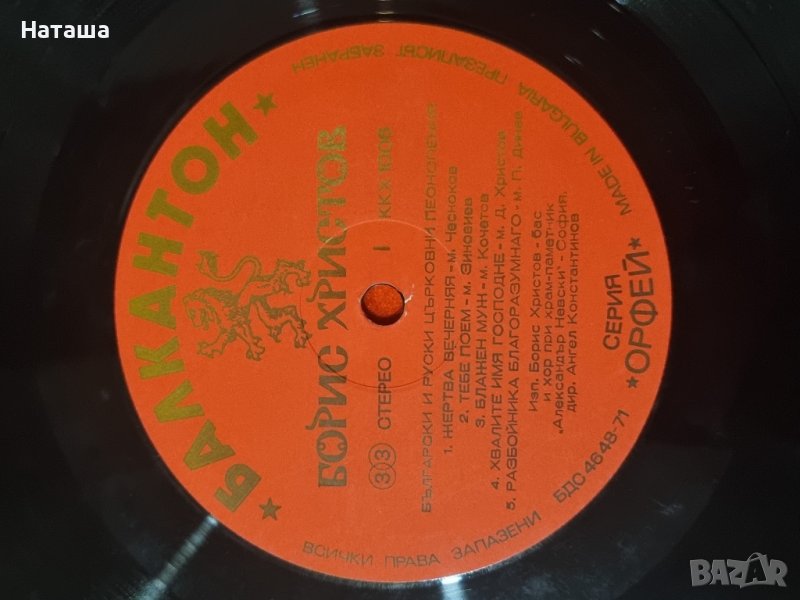 Наташа
★ БАЛКАНТОН ★
БОРИС ХРИСТОВ
33 СТЕРЕО I ККХ 1008
БЪЛГАРСКИ И РУСКИ ЦЪРКОВНИ ПЕСНОПЕНИЯ
1. ЖЕРТВА ВЕЧЕРНЯЯ - м. Чесноков
2. ТЕБЕ ПОЕМ - м. Зиновиев
3. БЛАЖЕН МУЖ - м. Кочетов
4. ХВАЛИТЕ ИМЯ ГОСПОДНЕ - м. Д. Христов
5. РАЗБОЙНИКА БЛАГОРАЗУМНАГО - м. П. Динев
Изп. Борис Христов - бас
и хор при храм-паметник
"Александър Невски" - София,
дир. Ангел Константинов
СЕРИЯ
★ ОРФЕЙ ★
ВСИЧКИ ПРАВА ЗАПАЗЕНИ БДС 4648-71
MADE IN BULGARIA ПРЕЗАПИСЪТ ЗАБРАНЕН
BAZAR